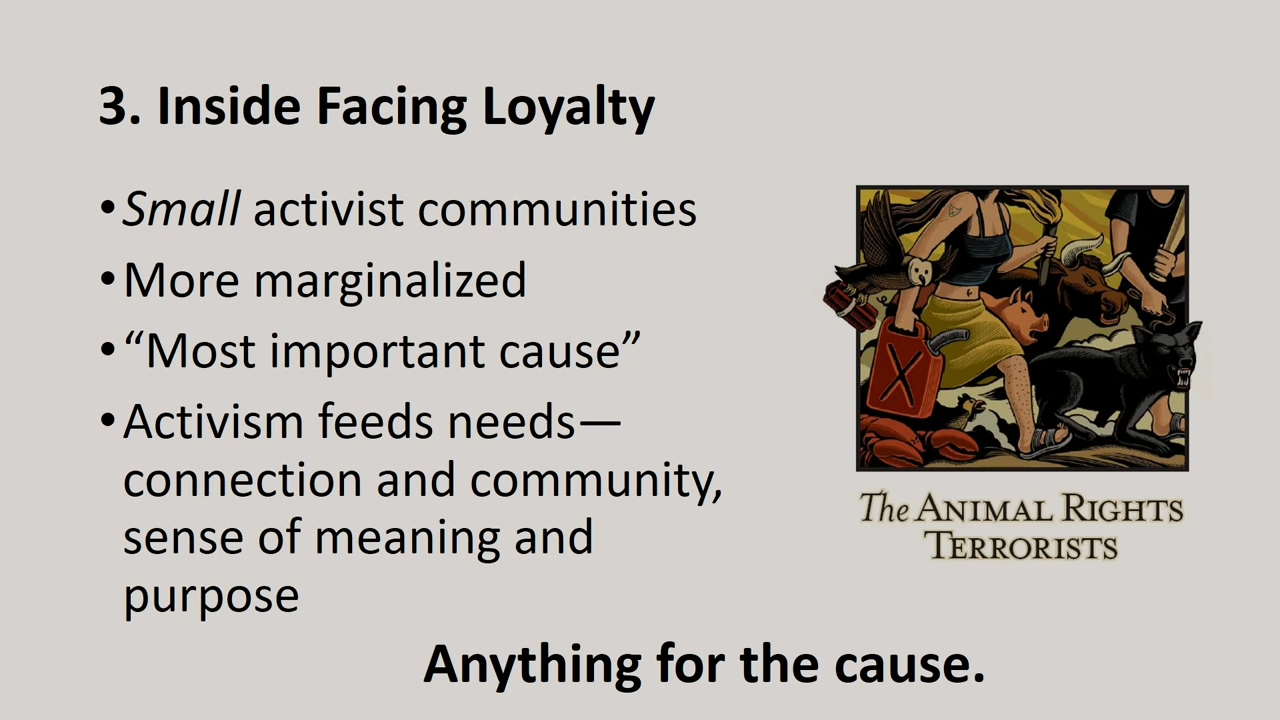 3. Inside Facing Loyalty
•Small activist communities
•More marginalized
•“Most important cause”
•Activism feeds needs—
connection and community,
sense of meaning and
purpose
The ANIMAL RIGHTS
TERRORISTS
Anything for the cause.